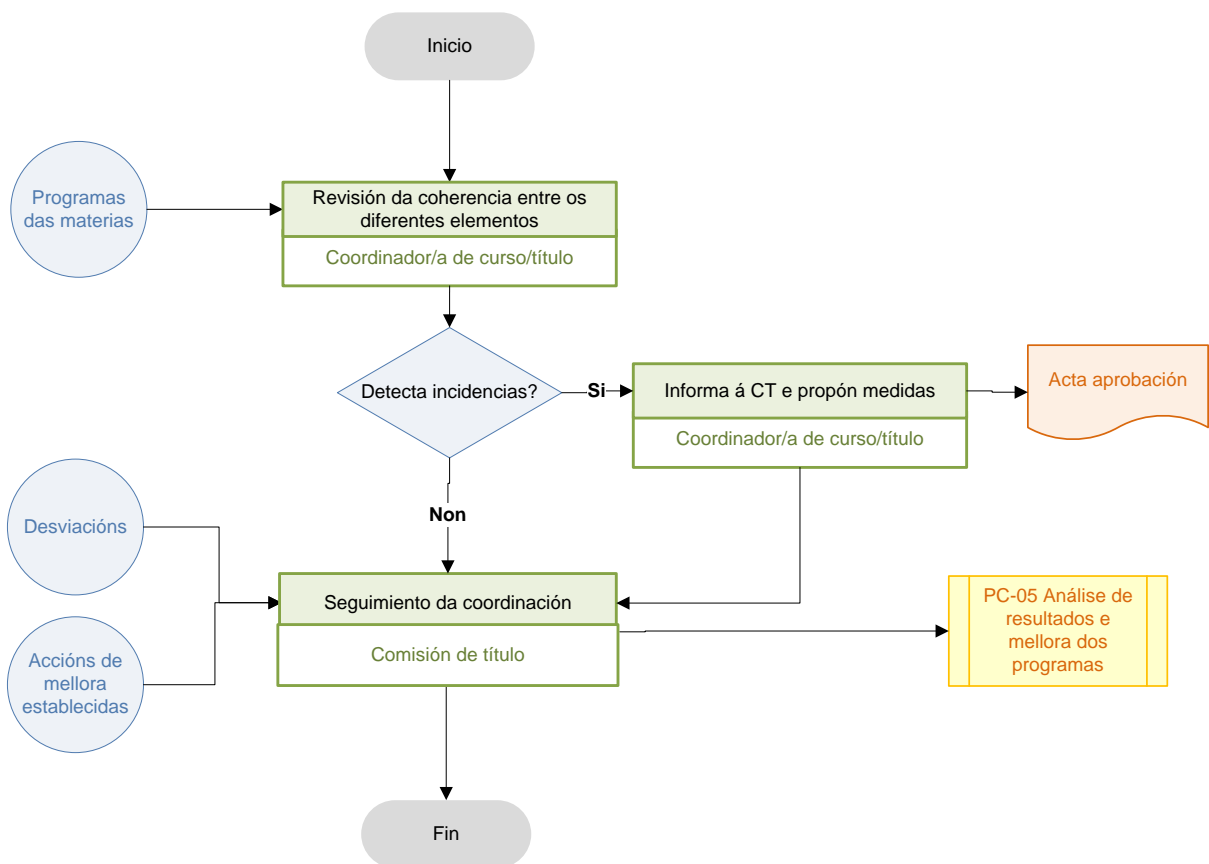 Inicio
Programas
das materias
Revisión da coherencia entre os
diferentes elementos
Coordinador/a de curso/título
Detecta incidencias?
Si
Informa á CT e propón medidas
Coordinador/a de curso/título
Acta aprobación
Non
Desviacións
Seguimiento da coordinación
Comisión de título
PC-05 Análise de
resultados e
mellora dos
programas
Accións de
mellora
establecidas
Fin